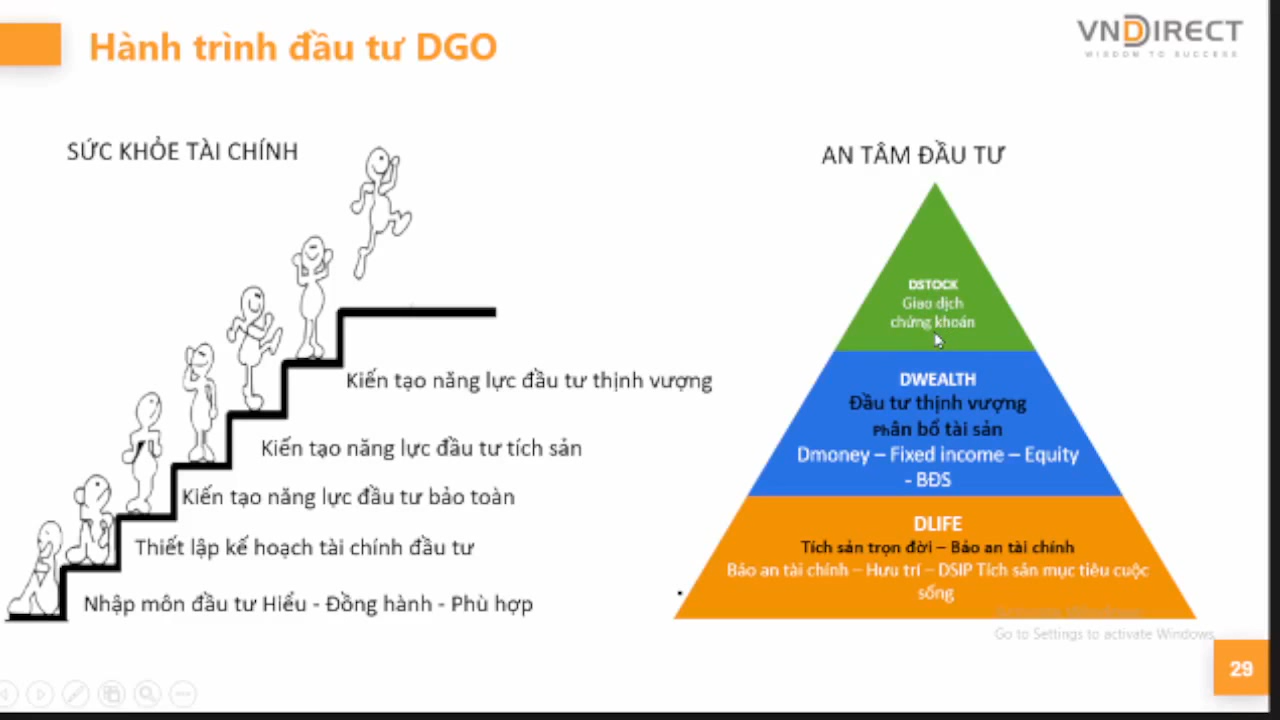 Hành trình đầu tư DGO
VNDIRECT
WISDOM TO SUCCESS
SỨC KHỎE TÀI CHÍNH
Kiến tạo năng lực đầu tư thịnh vượng
Kiến tạo năng lực đầu tư tích sản
Kiến tạo năng lực đầu tư bảo toàn
Thiết lập kế hoạch tài chính đầu tư
Nhập môn đầu tư Hiểu - Đồng hành - Phù hợp
AN TÂM ĐẦU TƯ
DSTOCK
Giao dịch
chứng khoán
DWEALTH
Đầu tư thịnh vượng
Phân bổ tài sản
Dmoney – Fixed income – Equity
- BĐS
DLIFE
Tích sản trọn đời – Bảo an tài chính
Bảo an tài chính – Hưu trí – DSIP Tích sản mục tiêu cuộc
sống
Activate Windows
Go to Settings to activate Windows.
29